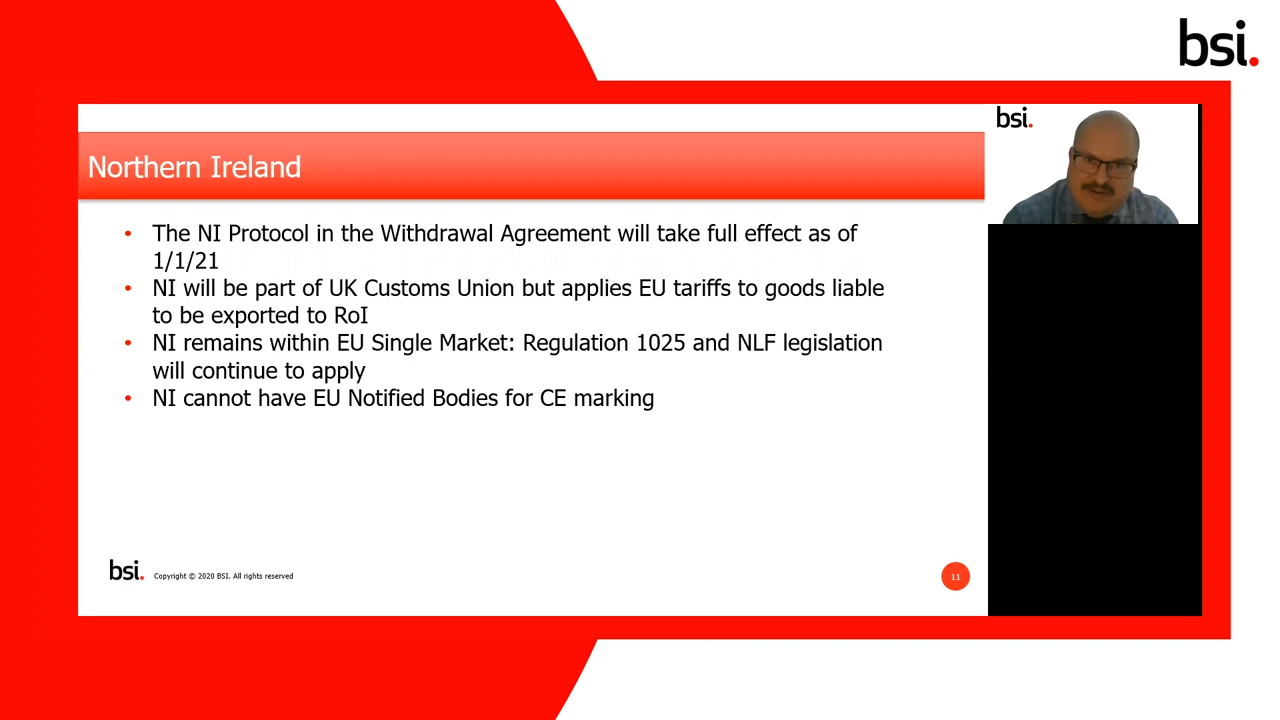 bsi.
bsi.
Northern Ireland
• The NI Protocol in the Withdrawal Agreement will take full effect as of
1/1/21
• NI will be part of UK Customs Union but applies EU tariffs to goods liable
to be exported to RoI
• NI remains within EU Single Market: Regulation 1025 and NLF legislation
will continue to apply
• NI cannot have EU Notified Bodies for CE marking
bsi. Copyright © 2020 BSI. All rights reserved
11